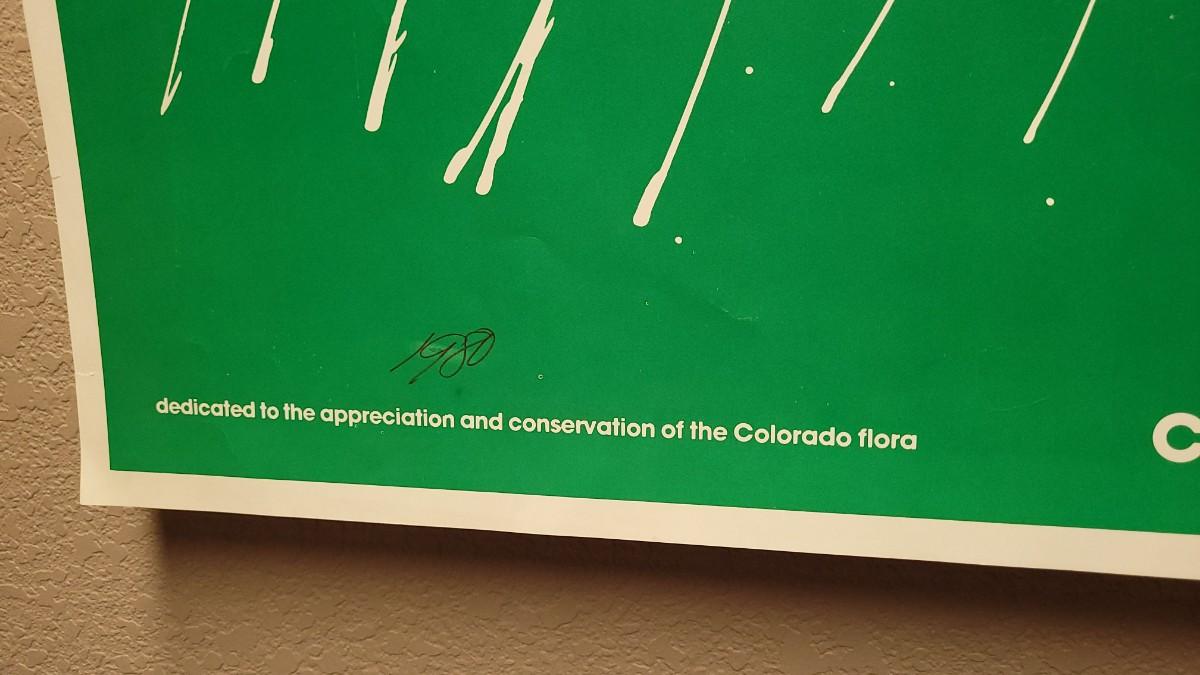 1980
dedicated to the appreciation and conservation of the Colorado flora
C